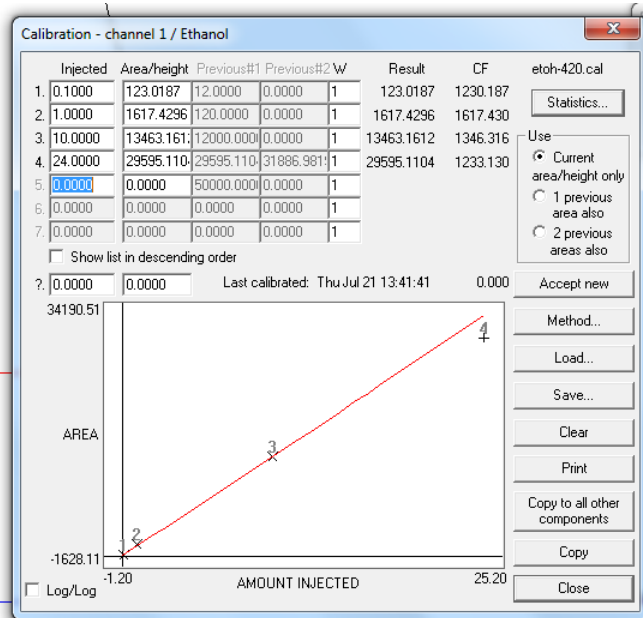 Calibration - channel 1 / Ethanol
Injected Area/height Previous#1 Previous#2 W Result CF etoh-420.cal
1. 0.1000 123.0187 12.0000 0.0000 1 123.0187 1230.187
Statistics...
2. 1.0000 1617.4296 120.0000 0.0000 1 1617.4296 1617.430
3. 10.0000 13463.161 12000.000 0.0000 1 13463.1612 1346.316
Use
4. 24.0000 29595.110 29595.110 31886.981 1 29595.1104 1233.130
Current
area/height only
5. 0.0000 0.0000 50000.000 0.0000 1
1 previous
area also
6. 0.0000 0.0000 0.0000 0.0000 1
2 previous
areas also
7. 0.0000 0.0000 0.0000 0.0000 1
Show list in descending order
?. 0.0000 0.0000 Last calibrated: Thu Jul 21 13:41:41 0.000
Accept new
34190.51
Method...
Load...
Save...
AREA
Clear
Print
Copy to all other
components
Copy
Close
1
2
3
4
-1628.11
-1.20 AMOUNT INJECTED 25.20
Log/Log